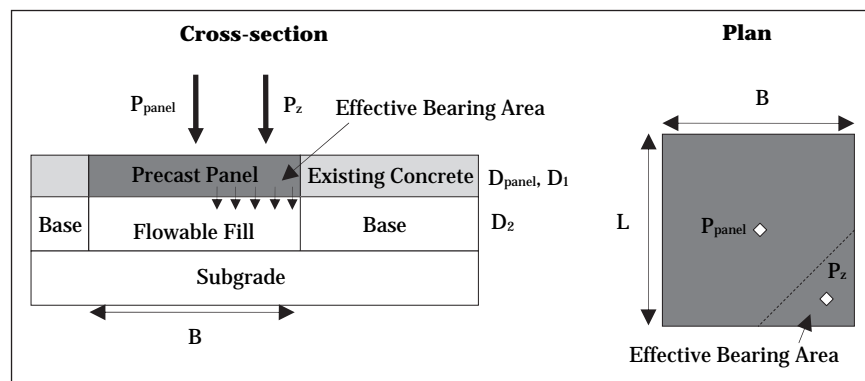 Cross-section
Plan
P_panel
P_z
Effective Bearing Area
B
Precast Panel
Existing Concrete
D_panel, D_1
Base
Flowable Fill
Base
D_2
L
P_panel
P_z
Subgrade
B
Effective Bearing Area